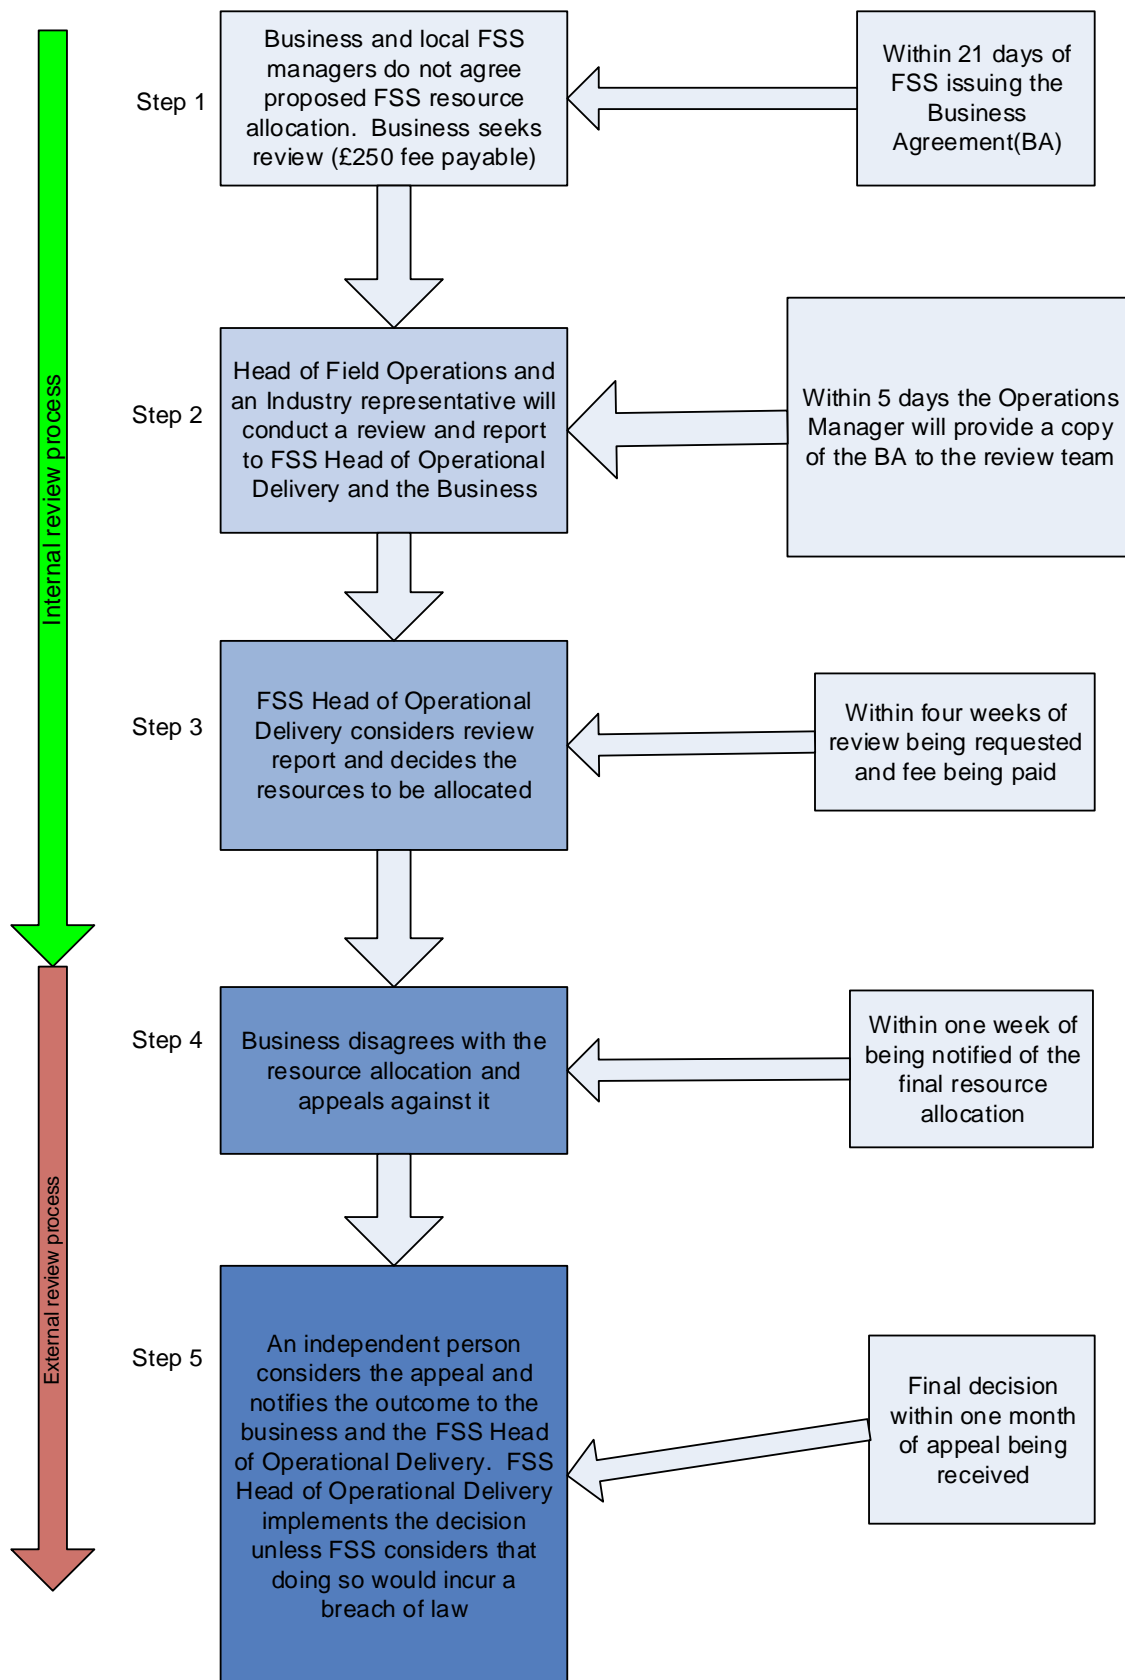 Internal review process
External review process
Step 1
Business and local FSS
managers do not agree
proposed FSS resource
allocation.  Business seeks
review (£250 fee payable)
Within 21 days of
FSS issuing the
Business
Agreement(BA)
Step 2
Head of Field Operations and
an Industry representative will
conduct a review and report
to FSS Head of Operational
Delivery and the Business
Within 5 days the Operations
Manager will provide a copy
of the BA to the review team
Step 3
FSS Head of Operational
Delivery considers review
report and decides the
resources to be allocated
Within four weeks of
review being requested
and fee being paid
Step 4
Business disagrees with the
resource allocation and
appeals against it
Within one week of
being notified of the
final resource
allocation
Step 5
An independent person
considers the appeal and
notifies the outcome to the
business and the FSS Head
of Operational Delivery.  FSS
Head of Operational Delivery
implements the decision
unless FSS considers that
doing so would incur a
breach of law
Final decision
within one month
of appeal being
received